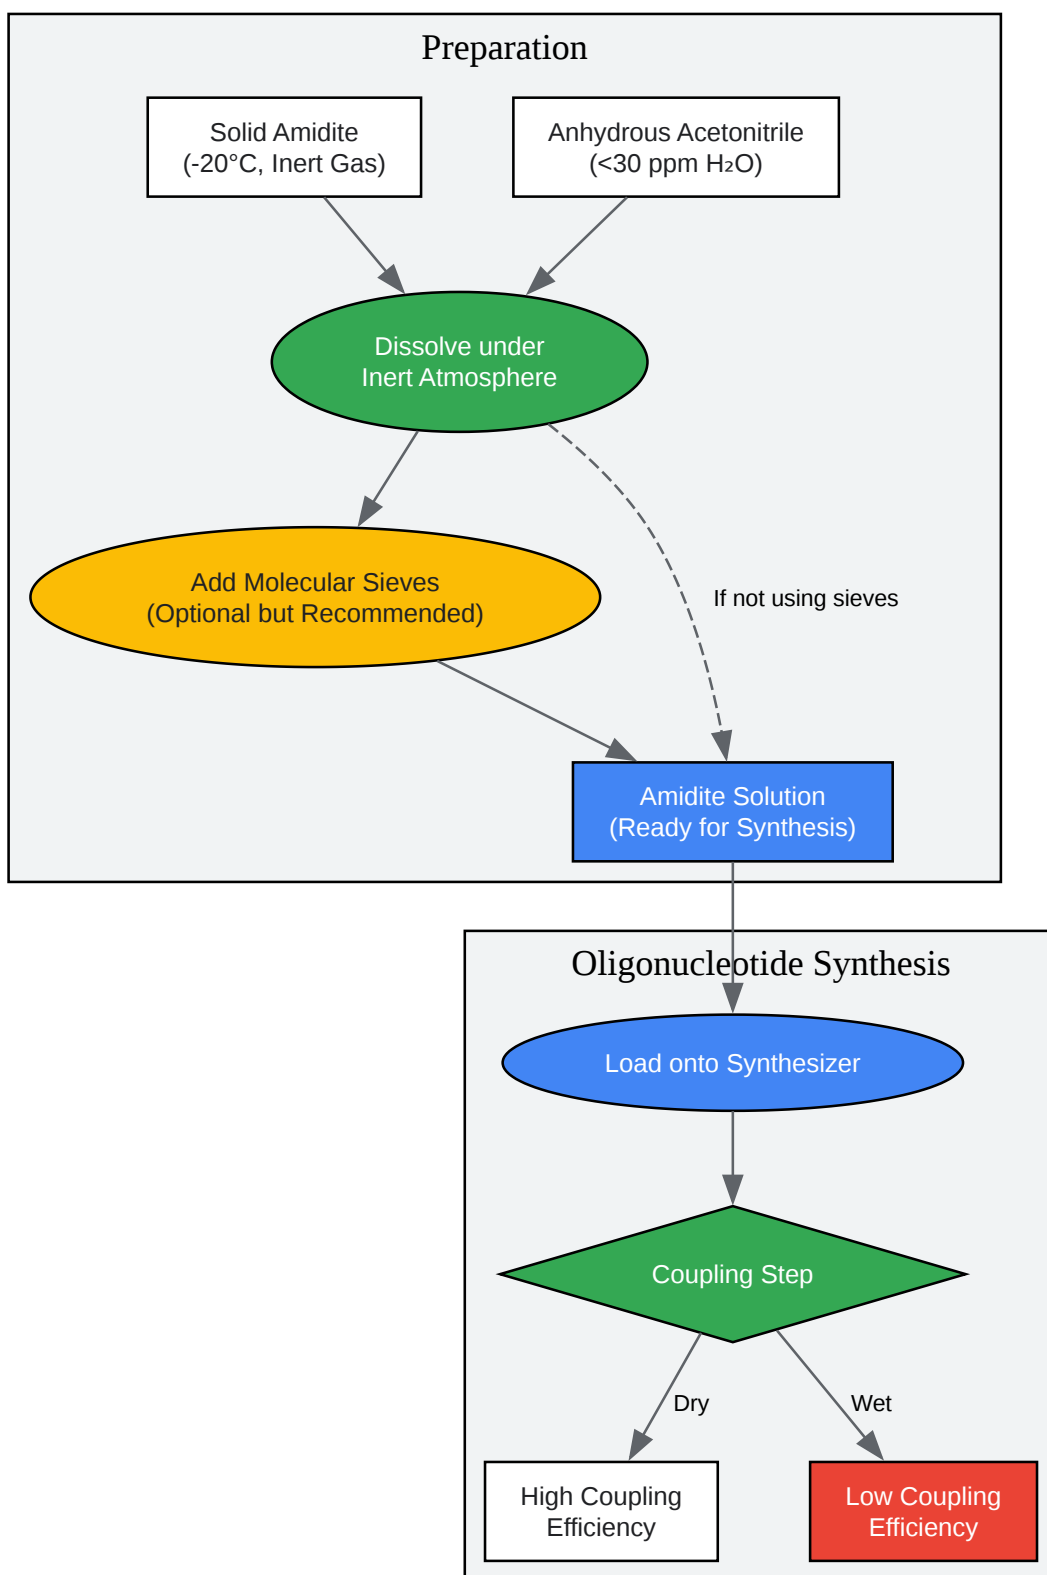 Preparation
Solid Amidite
(-20°C, Inert Gas)
Anhydrous Acetonitrile
(<30 ppm H₂O)
Dissolve under
Inert Atmosphere
Add Molecular Sieves
(Optional but Recommended)
If not using sieves
Amidite Solution
(Ready for Synthesis)
Oligonucleotide Synthesis
Load onto Synthesizer
Coupling Step
Dry
Wet
High Coupling
Efficiency
Low Coupling
Efficiency